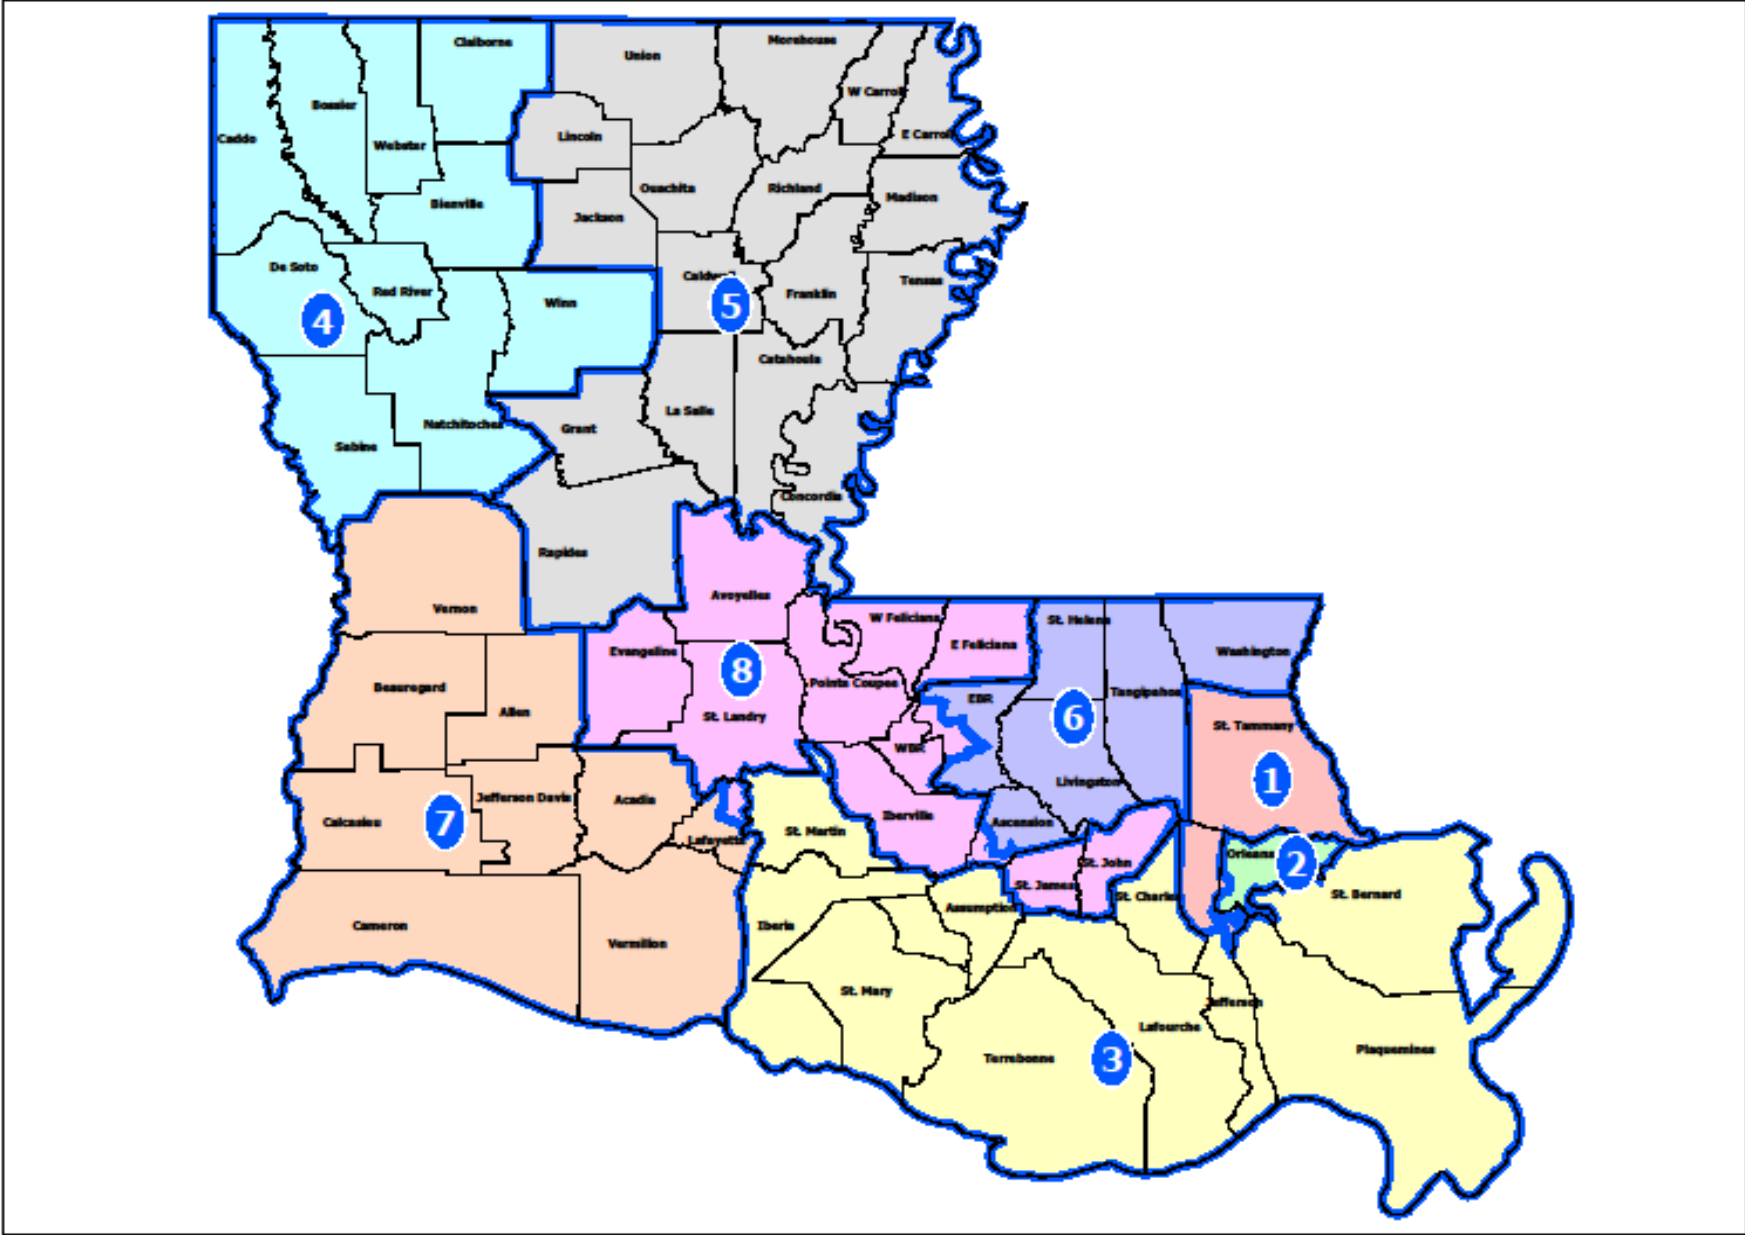 Claiborne
Union
Morehouse
Bossier
W Carroll
Caddo
Webster
Lincoln
E Carroll
Bienville
Ouachita
Richland
Madison
Jackson
De Soto
Red River
Winn
Caldwell
Franklin
Tensas
4
5
Catahoula
Natchitoches
Grant
La Salle
Sabine
Concordia
Rapides
Vernon
Avoyelles
W Feliciana
E Feliciana
St. Helena
Washington
Evangeline
8
Beauregard
Allen
St. Landry
Pointe Coupee
EBR
6
Tangipahoa
St. Tammany
WBR
1
Livingston
Calcasieu
7
Jefferson Davis
Acadia
Lafayette
St. Martin
Iberville
Ascension
Orleans
2
St. James
St. John
St. Charles
St. Bernard
Cameron
Vermilion
Iberia
Assumption
St. Mary
Jefferson
Terrebonne
3
Lafourche
Plaquemines